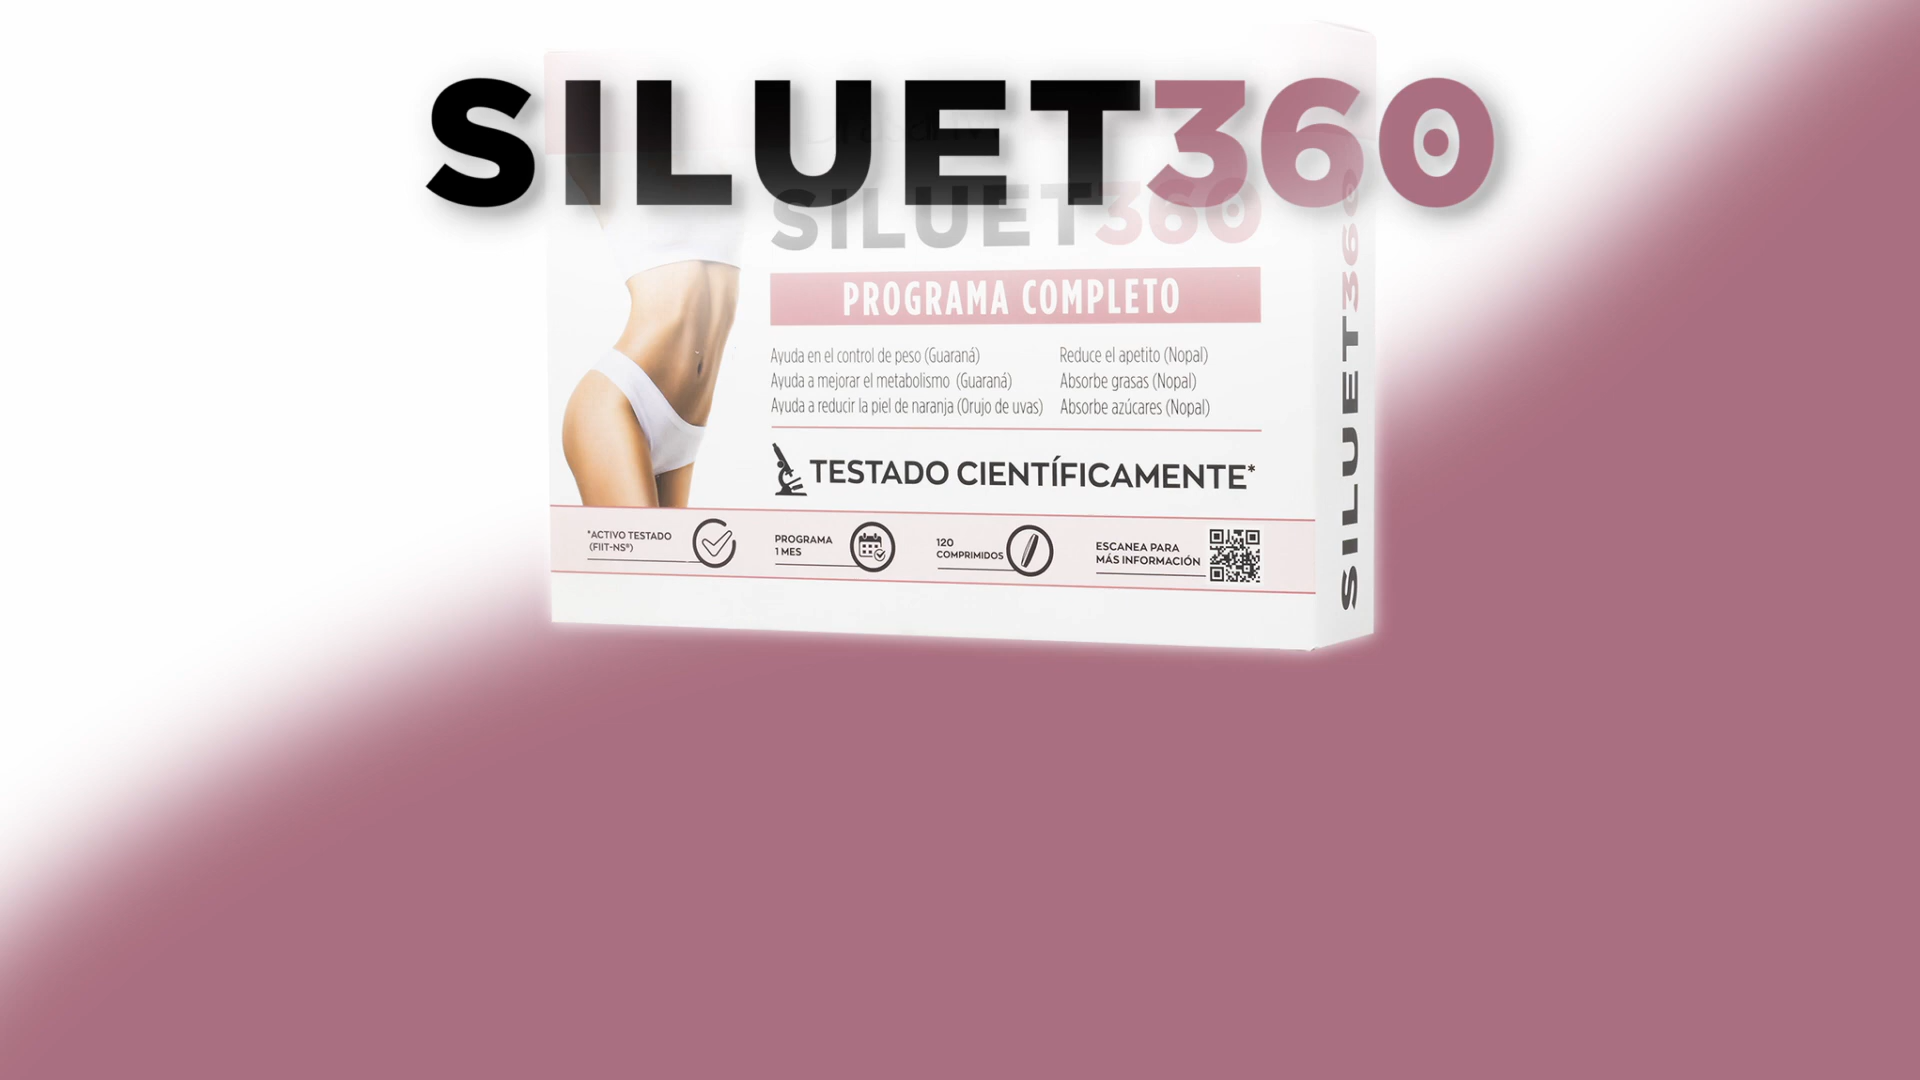 SILUET360
SILUET360
PROGRAMA COMPLETO
Ayuda en el control de peso (Guaraná)
Ayuda a mejorar el metabolismo (Guaraná)
Ayuda a reducir la piel de naranja (Orujo de uvas)
Reduce el apetito (Nopal)
Absorbe grasas (Nopal)
Absorbe azúcares (Nopal)
TESTADO CIENTÍFICAMENTE*
*ACTIVO TESTADO
(FIIT-NS®)
PROGRAMA
1 MES
120
COMPRIMIDOS
ESCANEA PARA
MÁS INFORMACIÓN
SILUET360